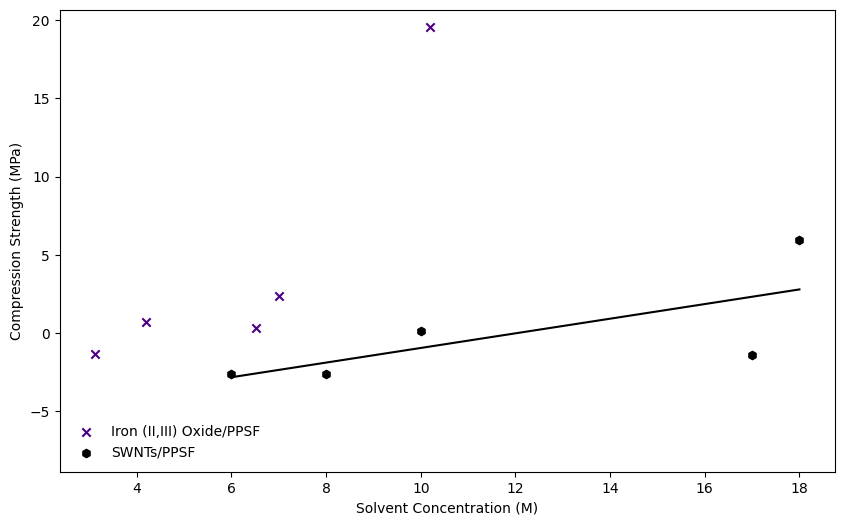 20
15
10
5
0
−5
Compression Strength (MPa)
Iron (II,III) Oxide/PPSF
SWNTs/PPSF
4 6 8 10 12 14 16 18
Solvent Concentration (M)